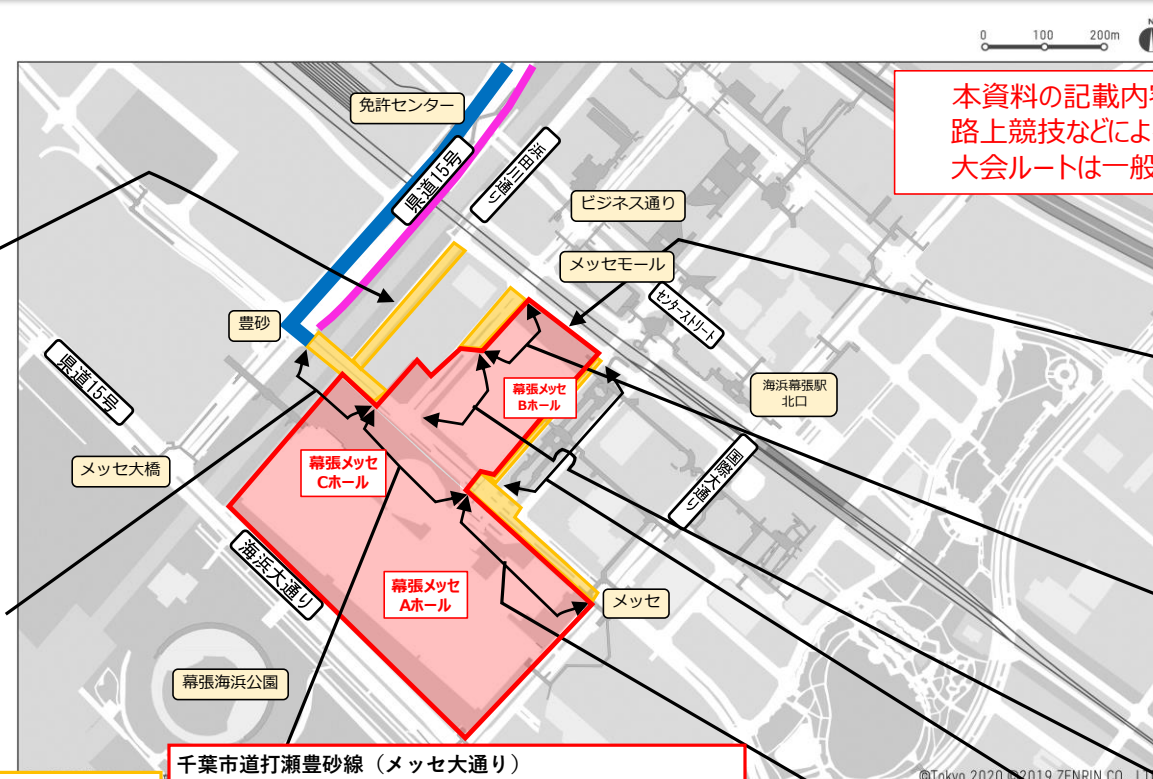 0 100 200m
N
本資料の記載内容
路上競技などによ
大会ルートは一般
免許センター
県道15号
浜田川通り
ビジネス通り
メッセモール
センターストリート
豊砂
県道15号
幕張メッセ
Bホール
海浜幕張駅
北口
メッセ大橋
幕張メッセ
Cホール
国際大通り
海浜大通り
幕張メッセ
Aホール
メッセ
幕張海浜公園
千葉市道打瀬豊砂線（メッセ大通り）
©Tokyo 2020 ©2019 ZENRIN CO., LTD